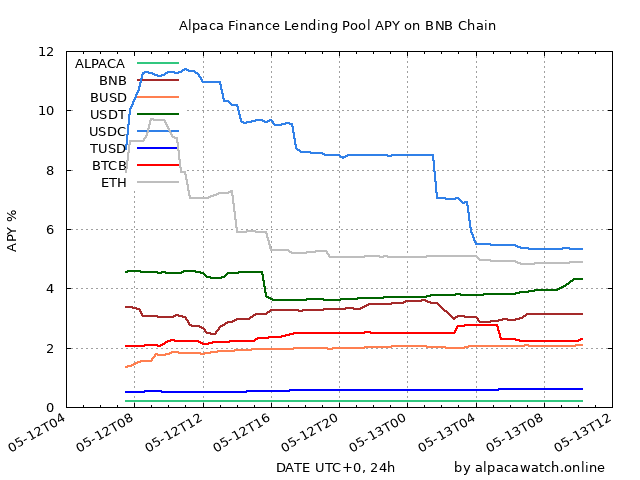 Alpaca Finance Lending Pool APY on BNB Chain
12
10
8
6
4
2
0
APY %
ALPACA
BNB
BUSD
USDT
USDC
TUSD
BTCB
ETH
05-12T04
05-12T08
05-12T12
05-12T16
05-12T20
05-13T00
05-13T04
05-13T08
05-13T12
DATE UTC+0, 24h
by alpacawatch.online